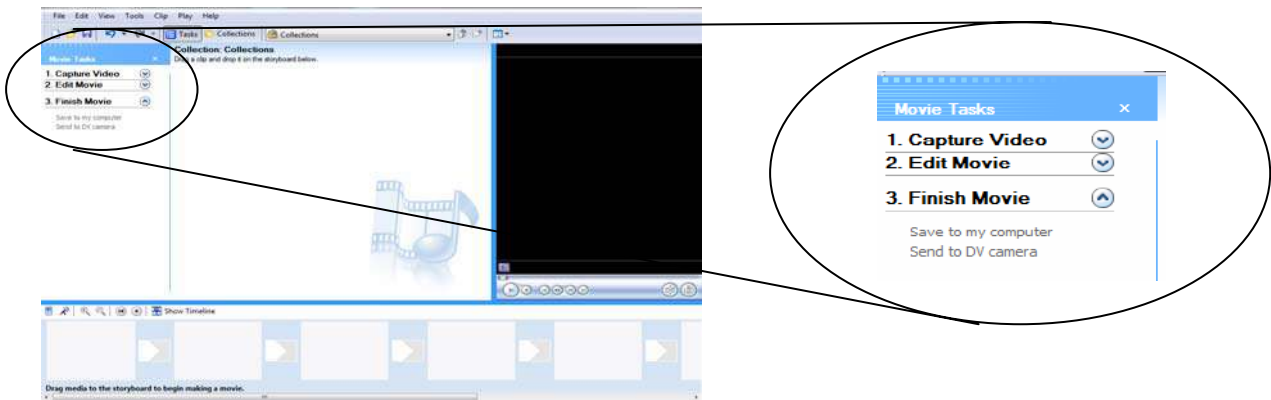 File Edit View Tools Clip Play Help
Tasks Collections Collections
Movie Tasks ×
Collection: Collections
Drag a clip and drop it on the storyboard below.
1. Capture Video
2. Edit Movie
3. Finish Movie
Save to my computer
Send to DV camera
Show Timeline
Drag media to the storyboard to begin making a movie.
Movie Tasks ×
1. Capture Video
2. Edit Movie
3. Finish Movie
Save to my computer
Send to DV camera